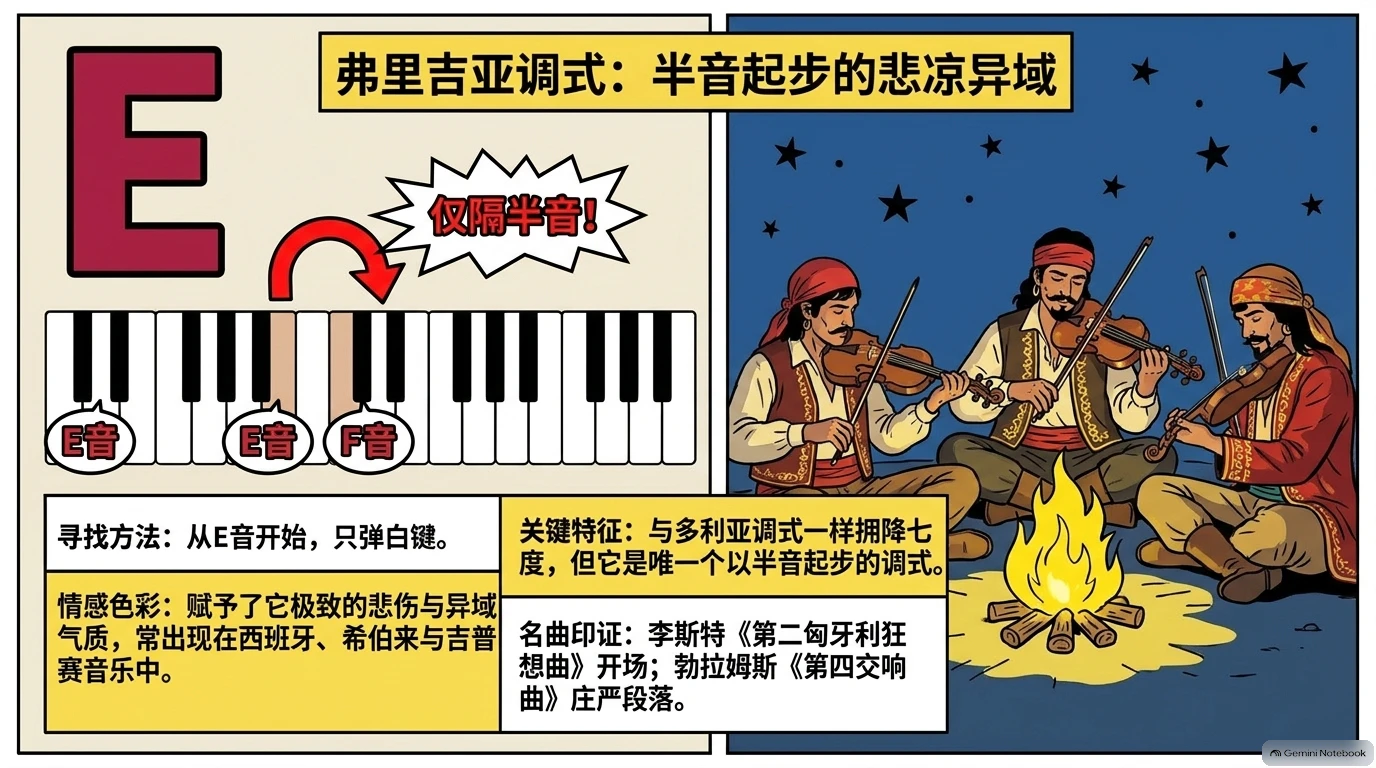 弗里吉亚调式：半音起步的悲凉异域
E
仅隔半音！
E音
E音
F音
寻找方法：从E音开始，只弹白键。
情感色彩：赋予了它极致的悲伤与异域
气质，常出现在西班牙、希伯来与吉普
赛音乐中。
关键特征：与多利亚调式一样拥降七
度，但它是唯一个以半音起步的调式。
名曲印证：李斯特《第二匈牙利狂
想曲》开场；勃拉姆斯《第四交响
曲》庄严段落。
Gemini Notebook